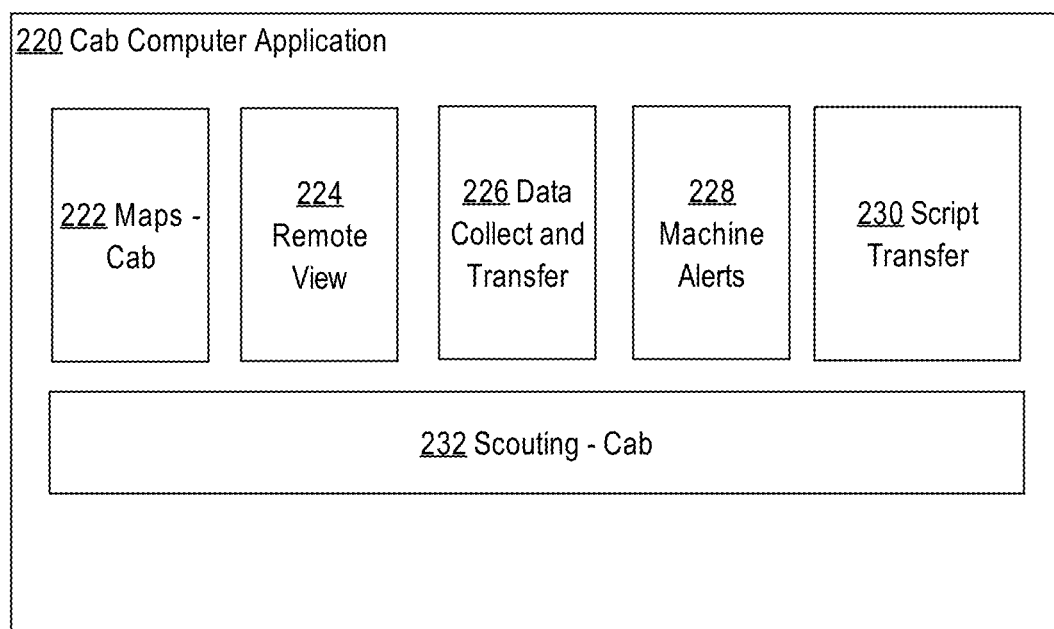 220 Cab Computer Application
222 Maps -
Cab
224
Remote
View
226 Data
Collect and
Transfer
228
Machine
Alerts
230 Script
Transfer
232 Scouting - Cab